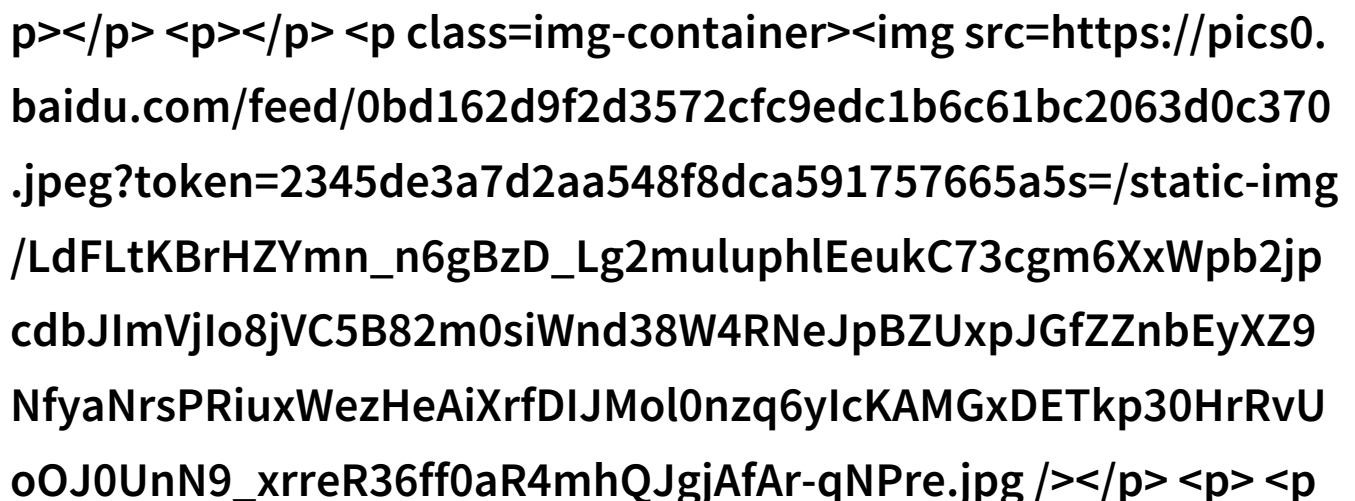 p></p> <p></p> <p class=img-container><img src=https://pics0.
baidu.com/feed/0bd162d9f2d3572cfc9edc1b6c61bc2063d0c370
.jpeg?token=2345de3a7d2aa548f8dca591757665a5s=/static-img
/LdFLtKBrHZYmn_n6gBzD_Lg2muluphlEeukC73cgm6XxWpb2jp
cdbJImVjIo8jVC5B82m0siWnd38W4RNeJpBZUxpJGfZZnbEyXZ9
NfyaNrsPRiuxWezHeAiXrfDIJMol0nzq6yIcKAMGxDETkp30HrRvU
oOJ0UnN9_xrreR36ff0aR4mhQJgjAfAr-qNPre.jpg /></p> <p> <p